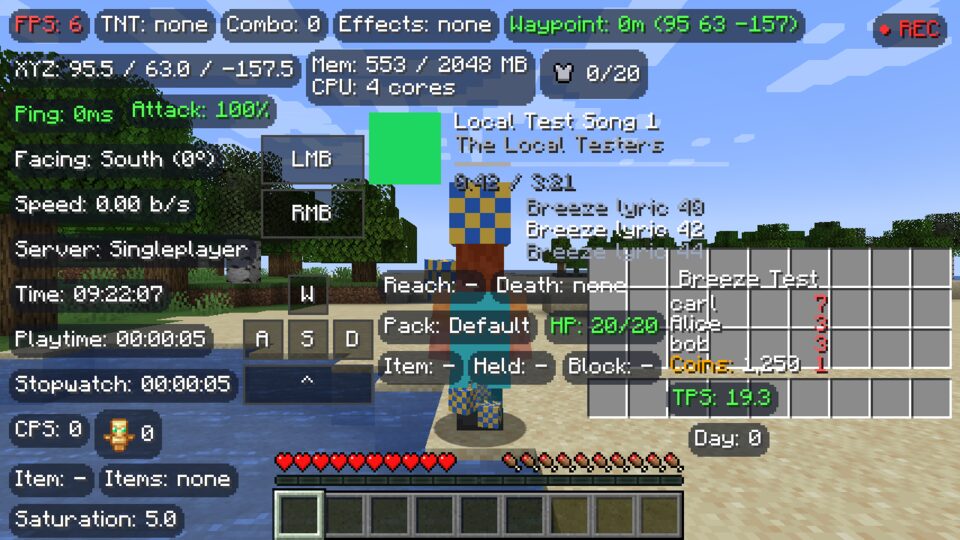 FPS: 6 TNT: none Combo: 0 Effects: none Waypoint: 0m (95 63 -157) REC
XYZ: 95.5 / 63.0 / -157.5 Mem: 553 / 2048 MB
CPU: 4 cores
0/20
Ping: 0ms Attack: 100%
Local Test Song 1
The Local Testers
0:42 / 3:21
Breeze lyric 40
Breeze lyric 42
Breeze lyric 44
Facing: South (0°)
LMB
Speed: 0.00 b/s
RMB
Server: Singleplayer
Time: 09:22:07
W
Reach: - Death: none
Breeze Test
carl 7
Alice 3
bob 3
Coins: 1,250 1
Playtime: 00:00:05
A S D
Pack: Default HP: 20/20
Item: - Held: - Block: -
Stopwatch: 00:00:05
^
TPS: 19.3
CPS: 0 0
Day: 0
Item: - Items: none
Saturation: 5.0